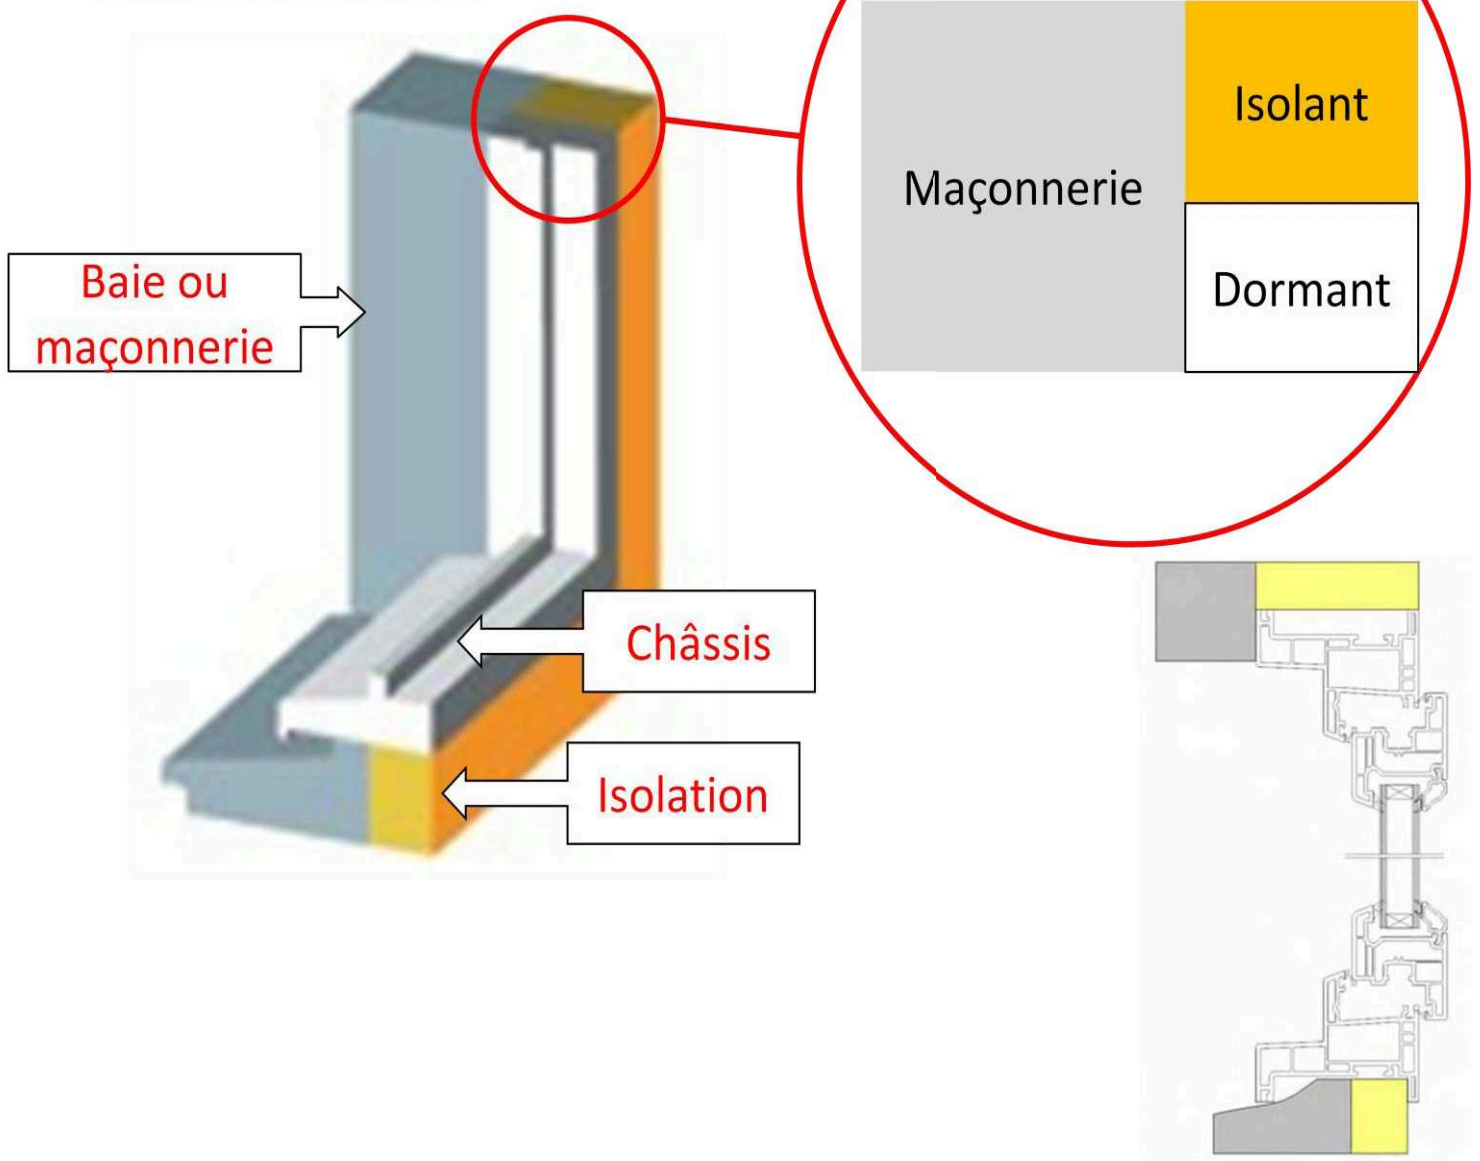 Isolant
Maçonnerie
Dormant
Baie ou
maçonnerie
Châssis
Isolation